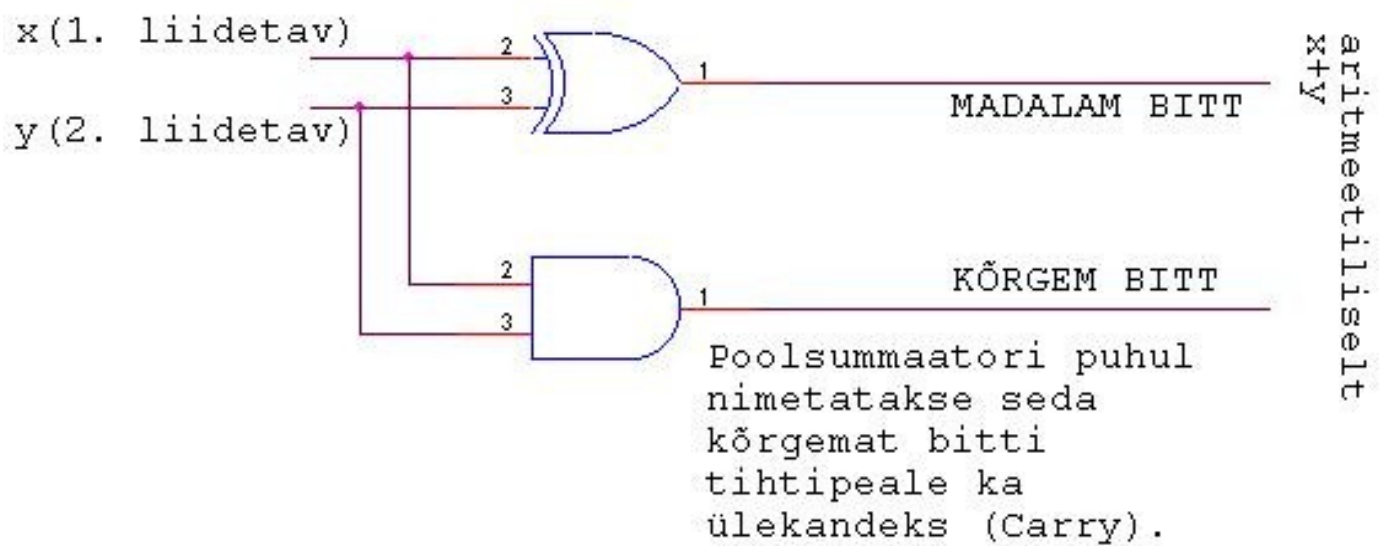 x(1. liidetav)
2
3
1
y(2. liidetav)
MADALAM BITT
2
3
1
KÕRGEM BITT
Poolsummaatori puhul
nimetatakse seda
kõrgemat bitti
tihtipeale ka
ülekandeks (Carry).
aritmeetiliselt
x+y